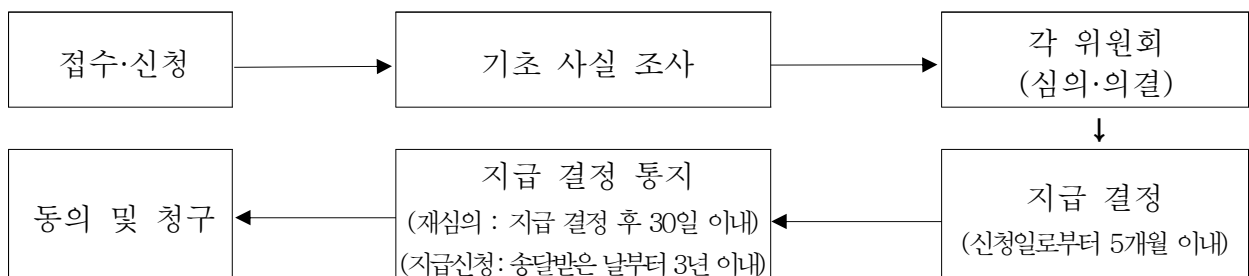 접수·신청
기초 사실 조사
각 위원회
(심의·의결)
지급 결정
(신청일로부터 5개월 이내)
지급 결정 통지
(재심의 : 지급 결정 후 30일 이내)
(지급신청 : 송달받은 날부터 3년 이내)
동의 및 청구